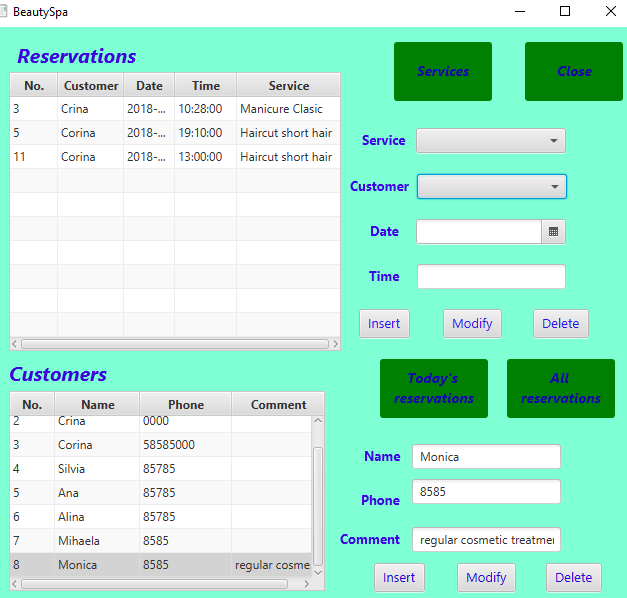 BeautySpa
Reservations
Services
Close
No. Customer Date Time Service
3 Crina 2018-... 10:28:00 Manicure Clasic
5 Corina 2018-... 19:10:00 Haircut short hair
11 Corina 2018-... 13:00:00 Haircut short hair
Service
Customer
Date
Time
Insert Modify Delete
Customers
Today's
reservations
All
reservations
No. Name Phone Comment
2 Crina 0000
3 Corina 58585000
4 Silvia 85785
5 Ana 85785
6 Alina 85785
7 Mihaela 8585
8 Monica 8585 regular cosme
Name Monica
Phone 8585
Comment regular cosmetic treatmen
Insert Modify Delete